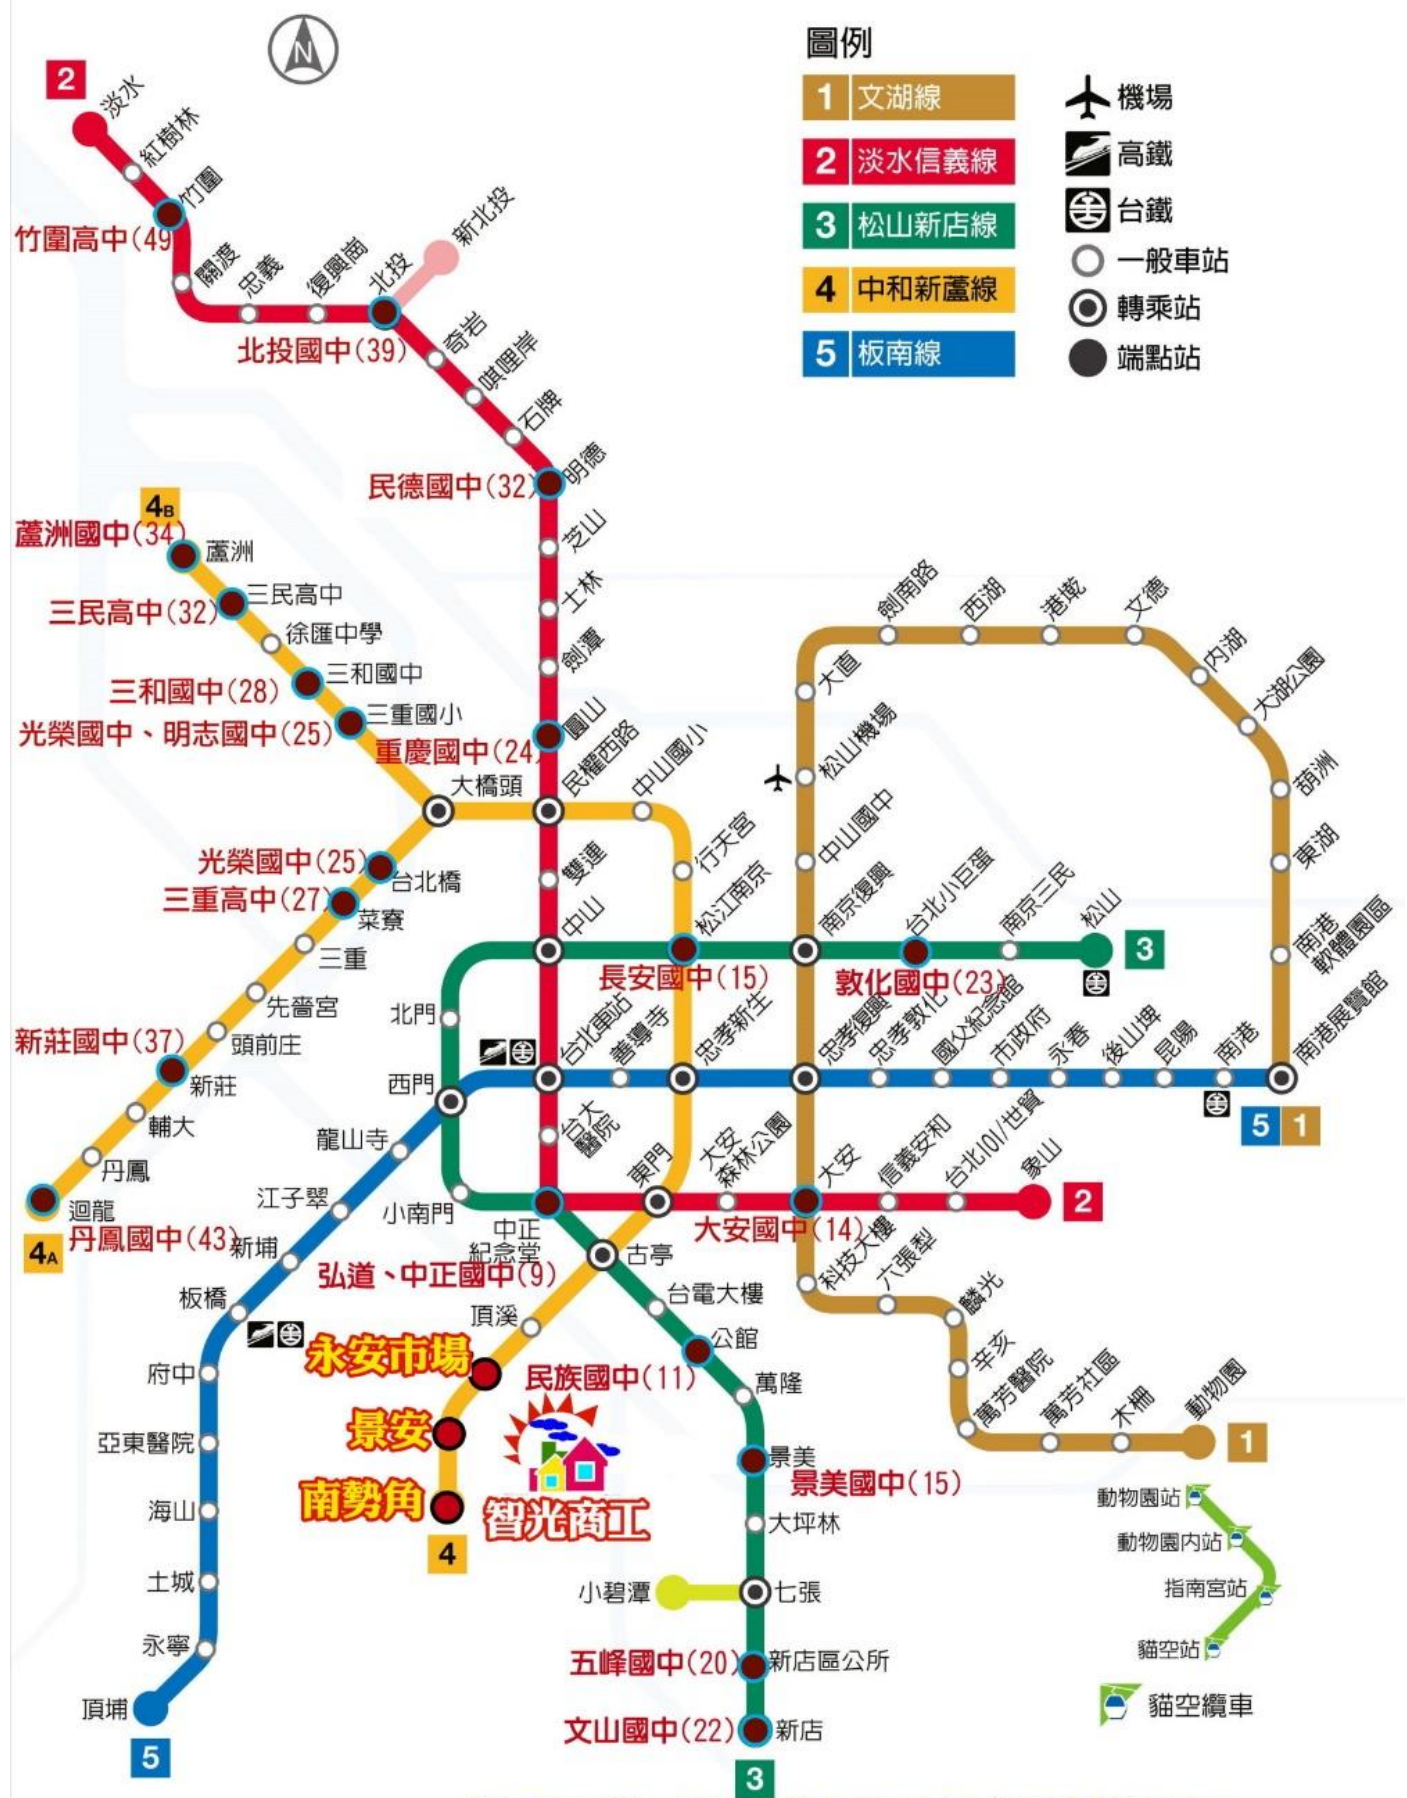 N
圖例
1 文湖線
2 淡水信義線
3 松山新店線
4 中和新蘆線
5 板南線
機場
高鐵
台鐵
一般車站
轉乘站
端點站
2
淡水
紅樹林
竹圍
竹圍高中(49
關渡
忠義
復興崗
北投
新北投
北投國中(39)
奇岩
唭哩岸
石牌
明德
民德國中(32)
芝山
士林
劍潭
圓山
重慶國中(24)
民權西路
雙連
中山
台北車站
台大
醫院
4B
蘆洲國中(34)
蘆洲
三民高中(32)
三民高中
徐匯中學
三和國中
三和國中(28)
三重國小
光榮國中、明志國中(25)
大橋頭
中山國小
行天宮
松江南京
長安國中(15)
光榮國中(25)
台北橋
三重高中(27)
菜寮
三重
先嗇宮
頭前庄
新莊國中(37)
新莊
輔大
丹鳳
迴龍
丹鳳國中(43)
4A
劍南路
西湖
港墘
文德
內湖
大湖公園
葫洲
東湖
南港
軟體園區
南港展覽館
大直
松山機場
中山國中
南京復興
台北小巨蛋
敦化國中(23)
南京三民
松山
3
北門
西門
善導寺
忠孝新生
忠孝復興
忠孝敦化
國父紀念館
市政府
永春
後山埤
昆陽
南港
5 1
龍山寺
江子翠
新埔
板橋
府中
亞東醫院
海山
土城
永寧
頂埔
5
小南門
中正
紀念堂
弘道、中正國中(9)
東門
大安
森林公園
大安
大安國中(14)
信義安和
台北101/世貿
象山
2
古亭
頂溪
永安市場
景安
南勢角
4
智光商工
台電大樓
公館
民族國中(11)
萬隆
景美
景美國中(15)
大坪林
小碧潭
七張
五峰國中(20)
新店區公所
文山國中(22)
新店
3
科技大樓
六張犁
麟光
辛亥
萬芳醫院
萬芳社區
木柵
動物園
1
動物園站
動物園內站
指南宮站
貓空站
貓空纜車